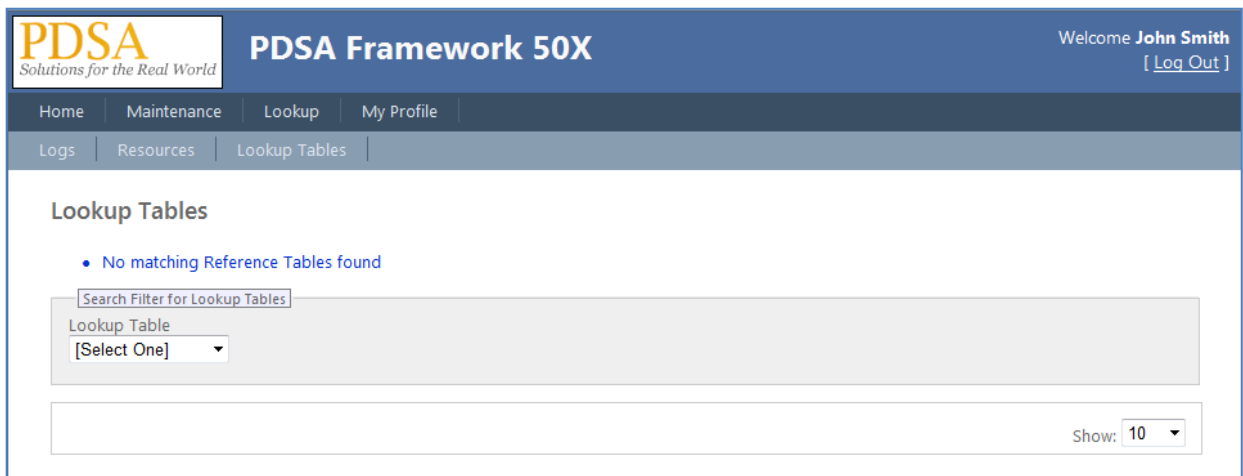 PDSA
Solutions for the Real World
PDSA Framework 50X
Welcome John Smith
[ Log Out ]
Home Maintenance Lookup My Profile
Logs Resources Lookup Tables
Lookup Tables
• No matching Reference Tables found
Search Filter for Lookup Tables
Lookup Table
[Select One]
Show: 10